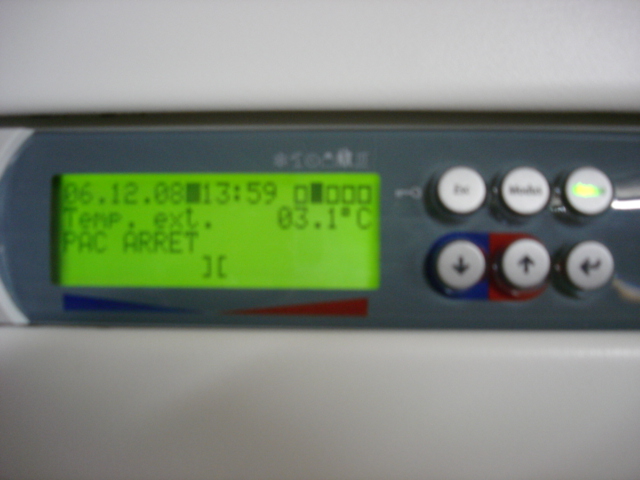 06.12.08 13:59
Temp. ext. 03.1°C
PAC ARRET
][
Esc Modus